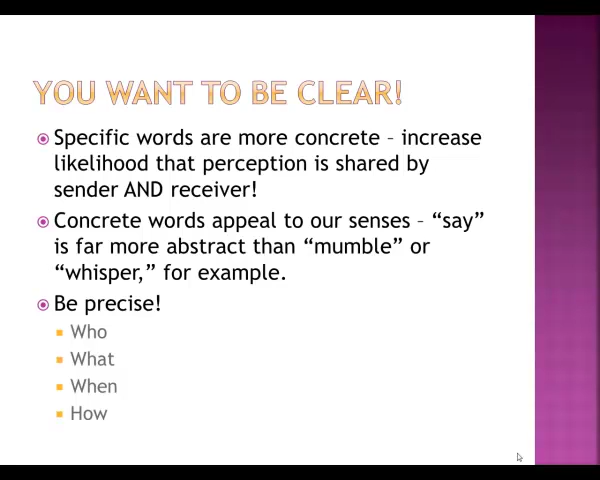 YOU WANT TO BE CLEAR!
Specific words are more concrete – increase
likelihood that perception is shared by
sender AND receiver!
Concrete words appeal to our senses – “say”
is far more abstract than “mumble” or
“whisper,” for example.
Be precise!
Who
What
When
How